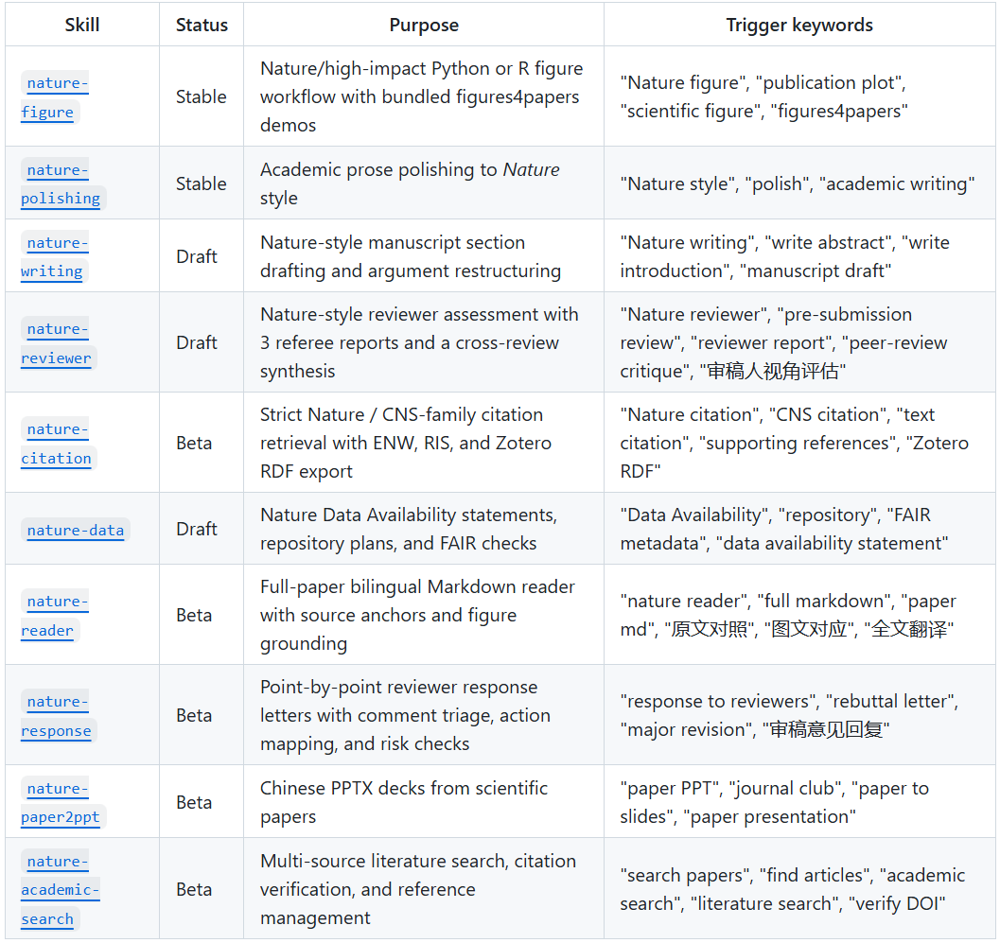 Skill Status Purpose Trigger keywords
nature-
figure
Stable
Nature/high-impact Python or R figure
workflow with bundled figures4papers
demos
"Nature figure", "publication plot",
"scientific figure", "figures4papers"
nature-
polishing
Stable
Academic prose polishing to Nature
style
"Nature style", "polish", "academic writing"
nature-
writing
Draft
Nature-style manuscript section
drafting and argument restructuring
"Nature writing", "write abstract", "write
introduction", "manuscript draft"
nature-
reviewer
Draft
Nature-style reviewer assessment with
3 referee reports and a cross-review
synthesis
"Nature reviewer", "pre-submission
review", "reviewer report", "peer-review
critique", "审稿人视角评估"
nature-
citation
Beta
Strict Nature / CNS-family citation
retrieval with ENW, RIS, and Zotero
RDF export
"Nature citation", "CNS citation", "text
citation", "supporting references", "Zotero
RDF"
nature-data
Draft
Nature Data Availability statements,
repository plans, and FAIR checks
"Data Availability", "repository", "FAIR
metadata", "data availability statement"
nature-
reader
Beta
Full-paper bilingual Markdown reader
with source anchors and figure
grounding
"nature reader", "full markdown", "paper
md", "原文对照", "图文对应", "全文翻译"
nature-
response
Beta
Point-by-point reviewer response
letters with comment triage, action
mapping, and risk checks
"response to reviewers", "rebuttal letter",
"major revision", "审稿意见回复"
nature-
paper2ppt
Beta
Chinese PPTX decks from scientific
papers
"paper PPT", "journal club", "paper to
slides", "paper presentation"
nature-
academic-
search
Beta
Multi-source literature search, citation
verification, and reference
management
"search papers", "find articles", "academic
search", "literature search", "verify DOI"